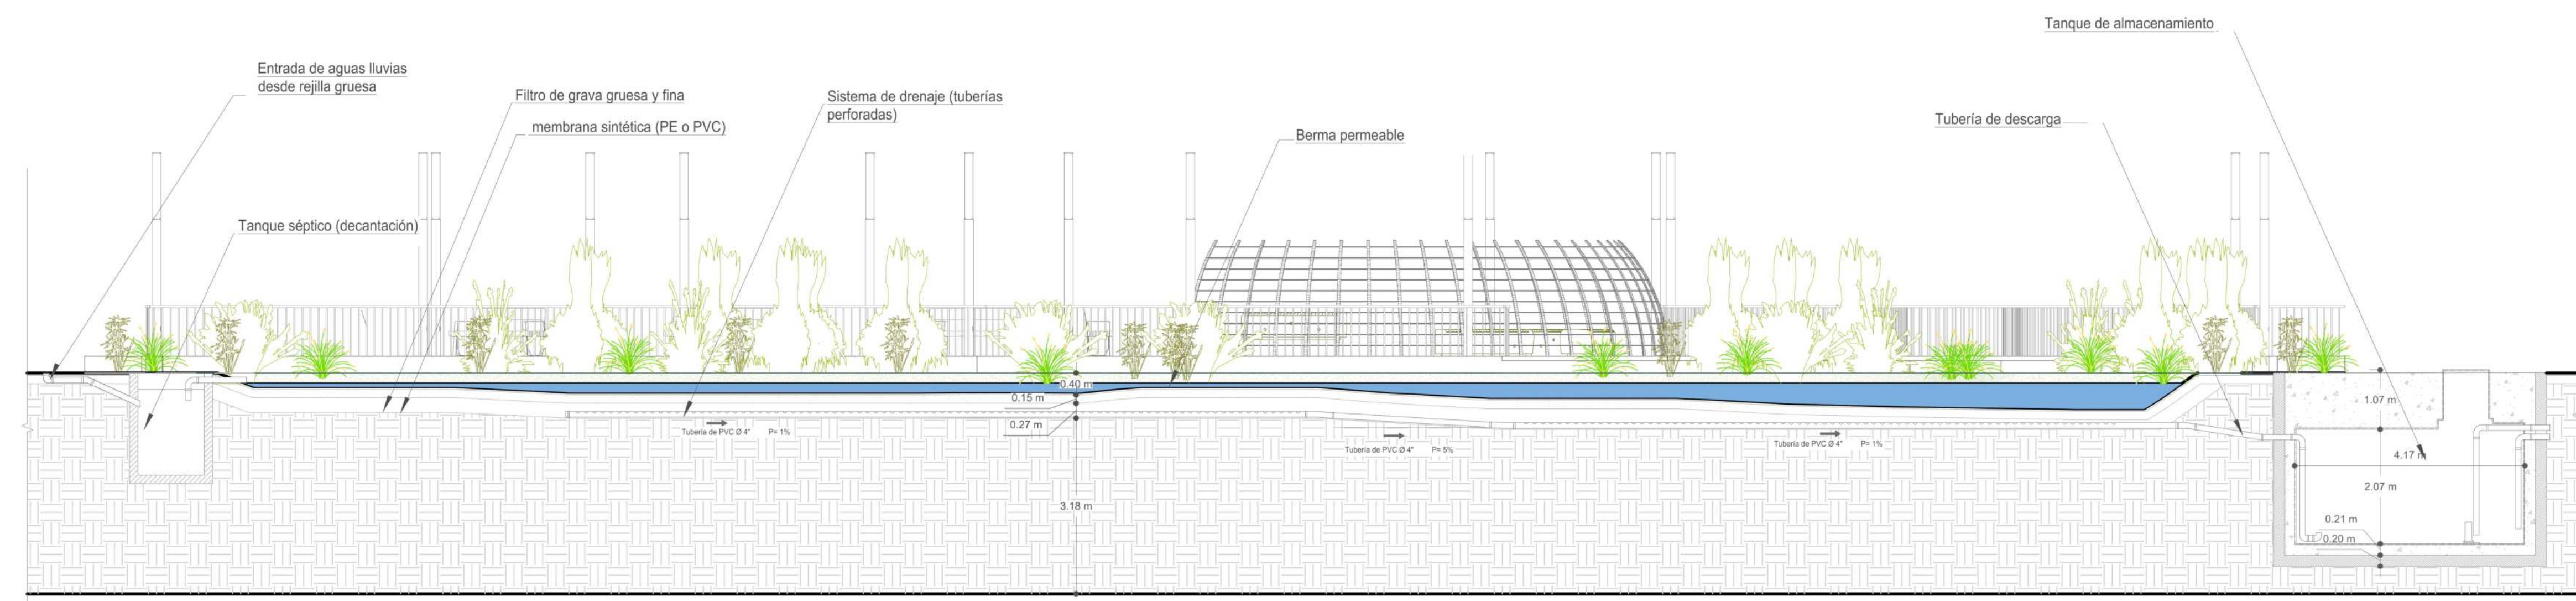 Tanque de almacenamiento
Entrada de aguas lluvias
desde rejilla gruesa
Filtro de grava gruesa y fina
Sistema de drenaje (tuberías
perforadas)
membrana sintética (PE o PVC)
Berma permeable
Tubería de descarga
Tanque séptico (decantación)
0.40 m
0.15 m
0.27 m
Tubería de PVC Ø 4" P= 1%
Tubería de PVC Ø 4" P= 5%
Tubería de PVC Ø 4" P= 1%
3.18 m
1.07 m
4.17 m
2.07 m
0.21 m
0.20 m